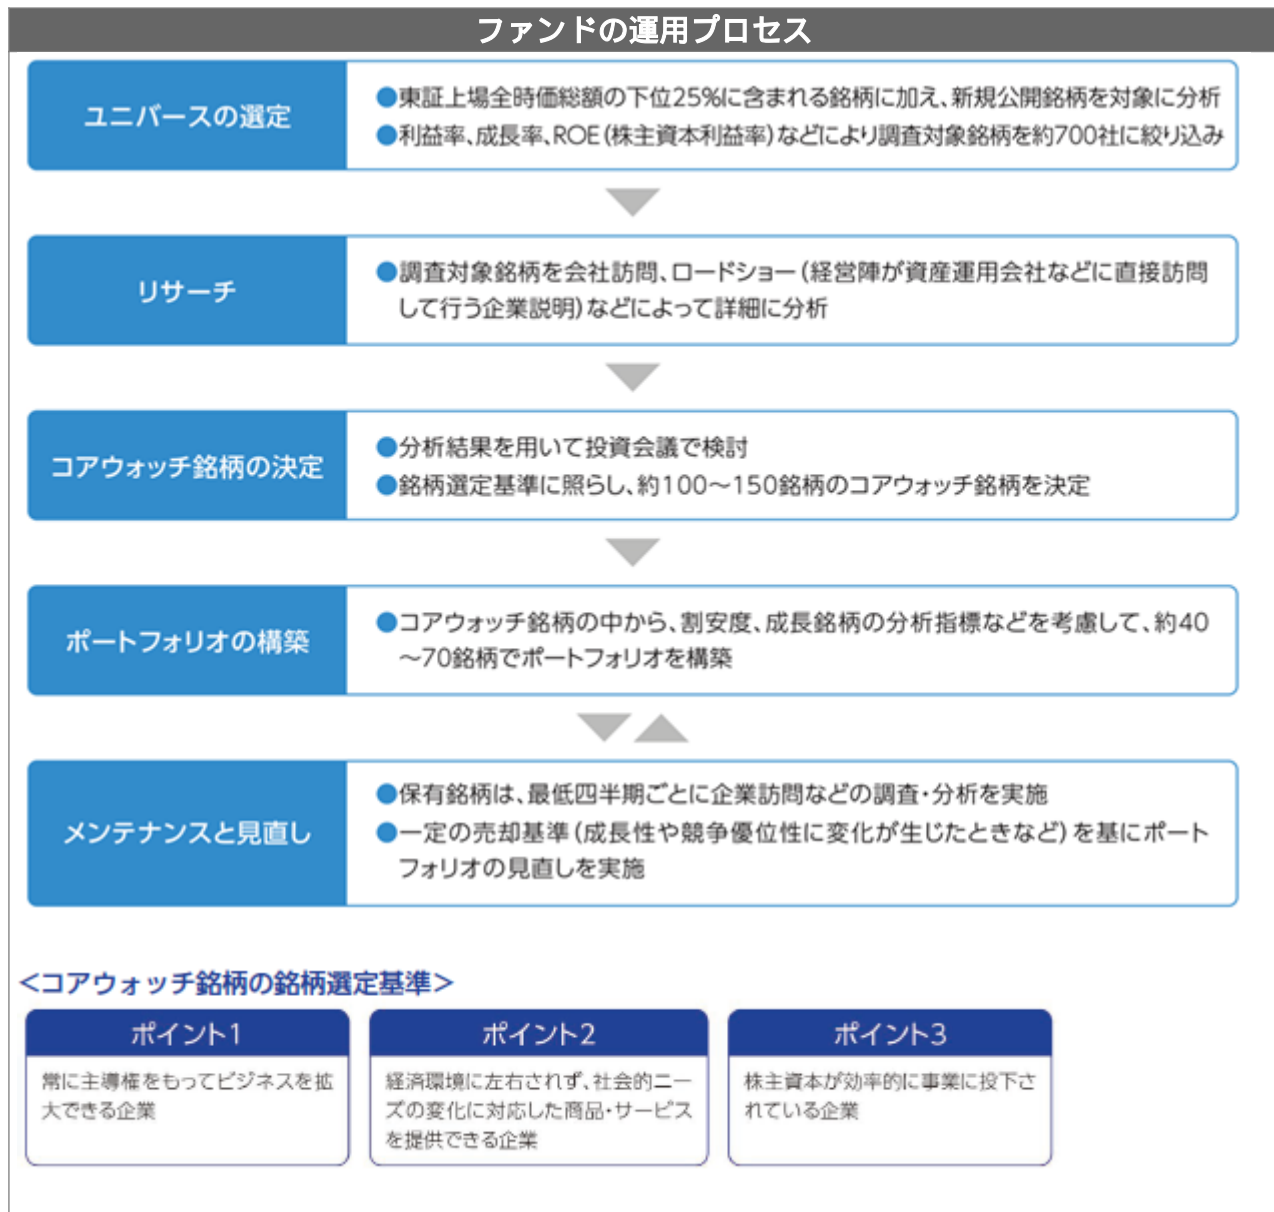 ファンドの運用プロセス
ユニバースの選定
●東証上場全時価総額の下位25%に含まれる銘柄に加え、新規公開銘柄を対象に分析
●利益率、成長率、ROE(株主資本利益率)などにより調査対象銘柄を約700社に絞り込み
リサーチ
●調査対象銘柄を会社訪問、ロードショー(経営陣が資産運用会社などに直接訪問
して行う企業説明)などによって詳細に分析
コアウォッチ銘柄の決定
●分析結果を用いて投資会議で検討
●銘柄選定基準に照らし、約100～150銘柄のコアウォッチ銘柄を決定
ポートフォリオの構築
●コアウォッチ銘柄の中から、割安度、成長銘柄の分析指標などを考慮して、約40
～70銘柄でポートフォリオを構築
メンテナンスと見直し
●保有銘柄は、最低四半期ごとに企業訪問などの調査・分析を実施
●一定の売却基準(成長性や競争優位性に変化が生じたときなど)を基にポート
フォリオの見直しを実施
＜コアウォッチ銘柄の銘柄選定基準＞
ポイント1
常に主導権をもってビジネスを拡
大できる企業
ポイント2
経済環境に左右されず、社会的ニー
ズの変化に対応した商品・サービス
を提供できる企業
ポイント3
株主資本が効率的に事業に投下さ
れている企業